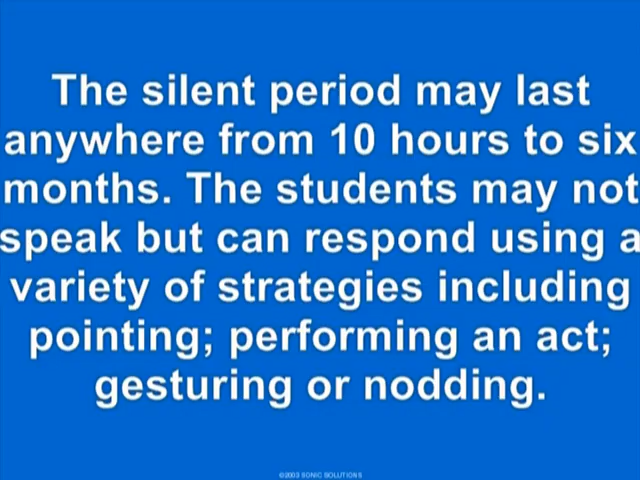 The silent period may last
anywhere from 10 hours to six
months. The students may not
speak but can respond using a
variety of strategies including
pointing; performing an act;
gesturing or nodding.
©2003 SONIC SOLUTIONS